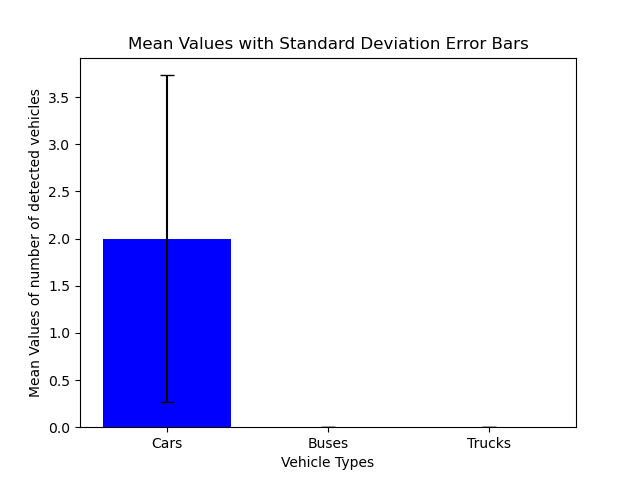 Mean Values with Standard Deviation Error Bars
Mean Values of number of detected vehicles
3.5
3.0
2.5
2.0
1.5
1.0
0.5
0.0
Cars Buses Trucks
Vehicle Types